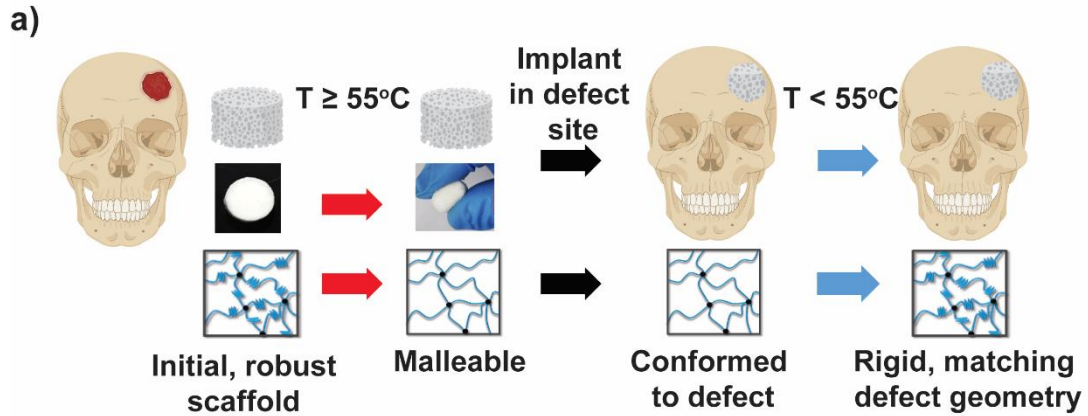 a)
T ≥ 55°C
Implant
in defect
site
T < 55°C
Initial, robust
scaffold
Malleable
Conformed
to defect
Rigid, matching
defect geometry